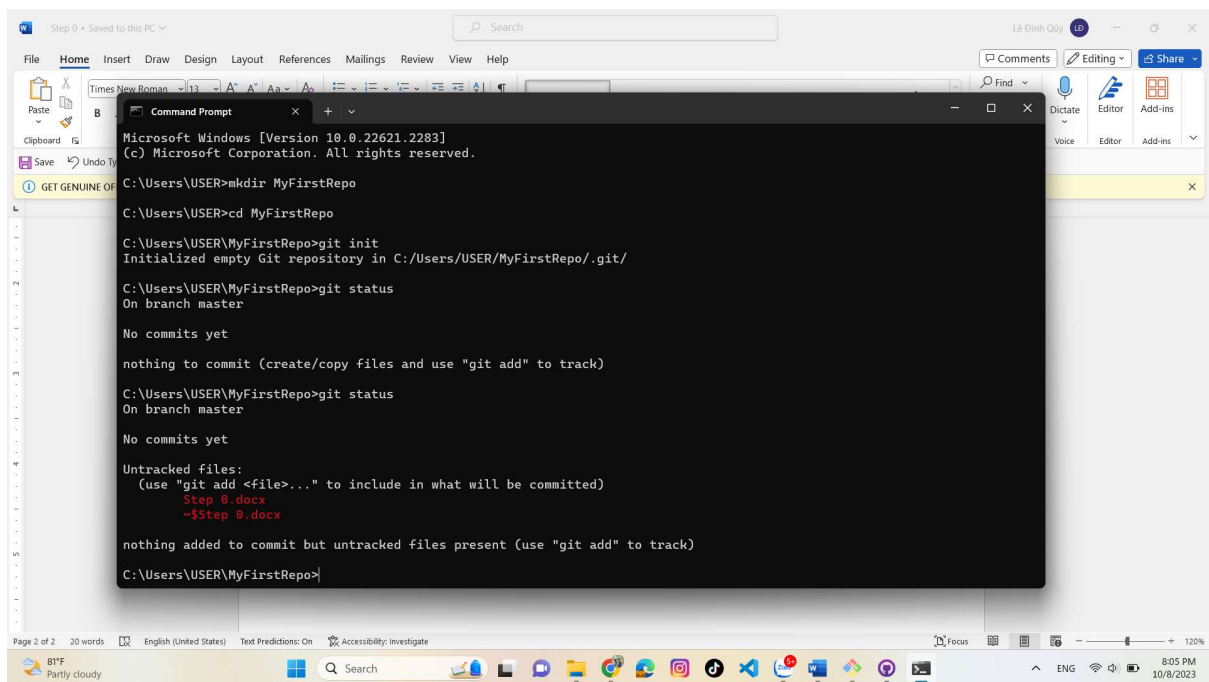 Step 0 • Saved to this PC
Search
Lê Đình Qúy LĐ
File Home Insert Draw Design Layout References Mailings Review View Help
Comments Editing Share
Times New Roman 13 A^ A˅ Aa
Find
Paste
B
Dictate Editor Add-ins
Clipboard
Voice Editor Add-ins
Save Undo Ty
GET GENUINE OF
Command Prompt
Microsoft Windows [Version 10.0.22621.2283]
(c) Microsoft Corporation. All rights reserved.
C:\Users\USER>mkdir MyFirstRepo
C:\Users\USER>cd MyFirstRepo
C:\Users\USER\MyFirstRepo>git init
Initialized empty Git repository in C:/Users/USER/MyFirstRepo/.git/
C:\Users\USER\MyFirstRepo>git status
On branch master
No commits yet
nothing to commit (create/copy files and use "git add" to track)
C:\Users\USER\MyFirstRepo>git status
On branch master
No commits yet
Untracked files:
(use "git add <file>..." to include in what will be committed)
Step 0.docx
~$Step 0.docx
nothing added to commit but untracked files present (use "git add" to track)
C:\Users\USER\MyFirstRepo>
Page 2 of 2 20 words English (United States) Text Predictions: On Accessibility: Investigate Focus 120%
81°F
Partly cloudy
Search
Zalo 5+
ENG
8:05 PM
10/8/2023